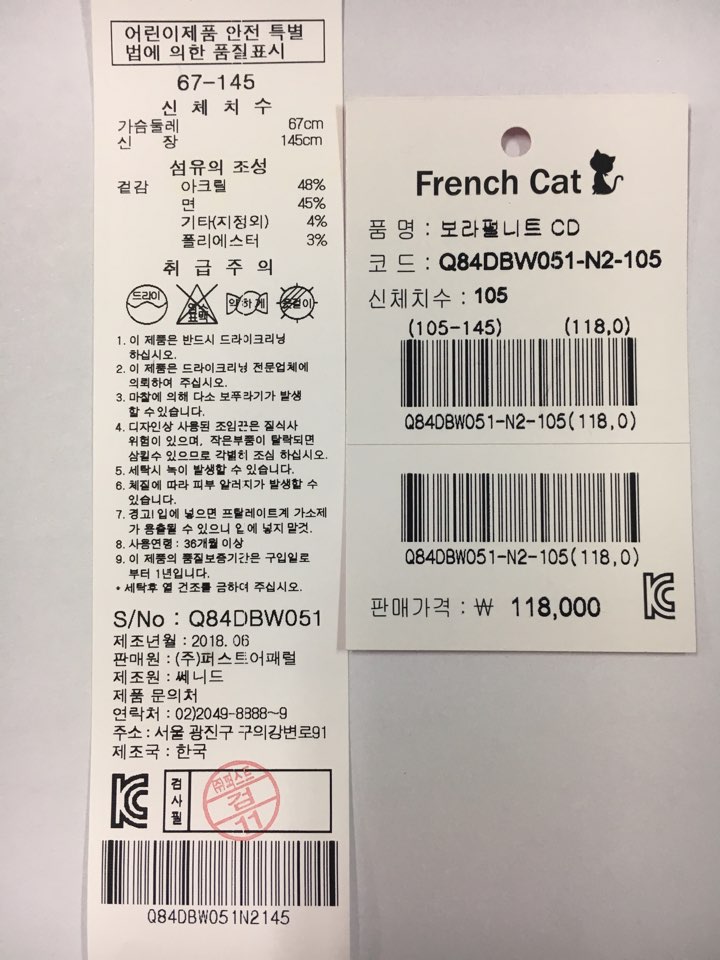 어린이제품 안전 특별
법에 의한 품질표시
67-145
신 체 치 수
가슴둘레 67cm
신 장 145cm
섬유의 조성
겉감 아크릴 48%
면 45%
기타(지정외) 4%
폴리에스터 3%
취 급 주 의
드라이 염소 표백 약하게 옷걸이
1. 이 제품은 반드시 드라이크리닝
하십시오.
2. 이 제품은 드라이크리닝 전문업체에
의뢰하여 주십시오.
3. 마찰에 의해 다소 보푸라기가 발생
할 수 있습니다.
4. 디자인상 사용된 조임끈은 질식사
위험이 있으며, 작은부품이 탈락되면
삼킬수 있으므로 각별히 조심 하십시오.
5. 세탁시 녹이 발생할 수 있습니다.
6. 체질에 따라 피부 알러지가 발생할 수
있습니다.
7. 경고! 입에 넣으면 프탈레이트계 가소제
가 용출될 수 있으니 입에 넣지 말것.
8. 사용연령 : 36개월 이상
9. 이 제품의 품질보증기간은 구입일로
부터 1년입니다.
* 세탁후 열 건조를 금하여 주십시오.
S/No : Q84DBW051
제조년월 : 2018. 06
판매원 : (주)퍼스트어패럴
제조원 : 쎄니드
제품 문의처
연락처 : 02)2049-8888~9
주소 : 서울 광진구 구의강변로91
제조국 : 한국
KC 검사필 (주)퍼스트 검 11
Q84DBW051N2145
French Cat
품 명 : 보라펄니트 CD
코 드 : Q84DBW051-N2-105
신체치수 : 105
(105-145) (118,0)
Q84DBW051-N2-105(118,0)
Q84DBW051-N2-105(118,0)
판매가격 : ₩ 118,000 KC